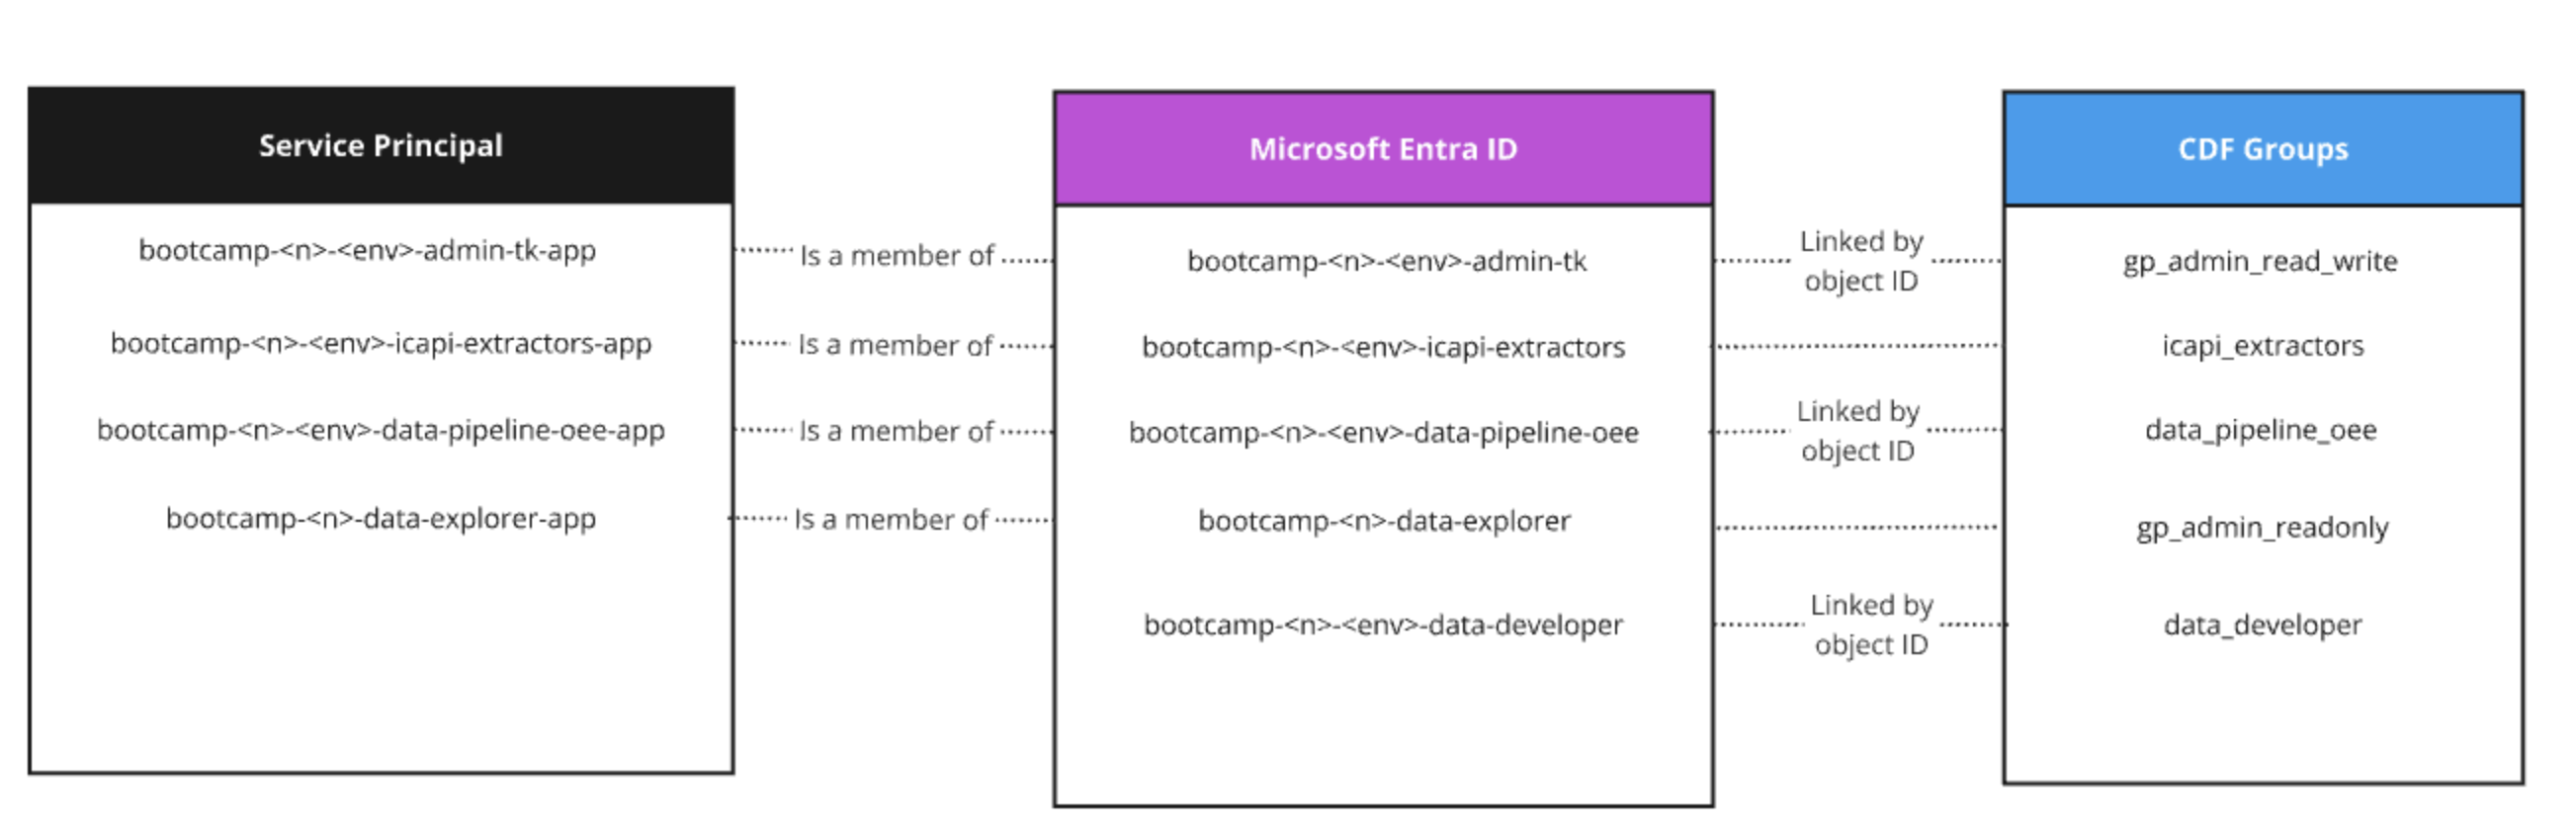 Service Principal
Microsoft Entra ID
CDF Groups
bootcamp-<n>-<env>-admin-tk-app
Is a member of
bootcamp-<n>-<env>-admin-tk
Linked by
object ID
gp_admin_read_write
bootcamp-<n>-<env>-icapi-extractors-app
Is a member of
bootcamp-<n>-<env>-icapi-extractors
icapi_extractors
bootcamp-<n>-<env>-data-pipeline-oee-app
Is a member of
bootcamp-<n>-<env>-data-pipeline-oee
Linked by
object ID
data_pipeline_oee
bootcamp-<n>-data-explorer-app
Is a member of
bootcamp-<n>-data-explorer
gp_admin_readonly
bootcamp-<n>-<env>-data-developer
Linked by
object ID
data_developer